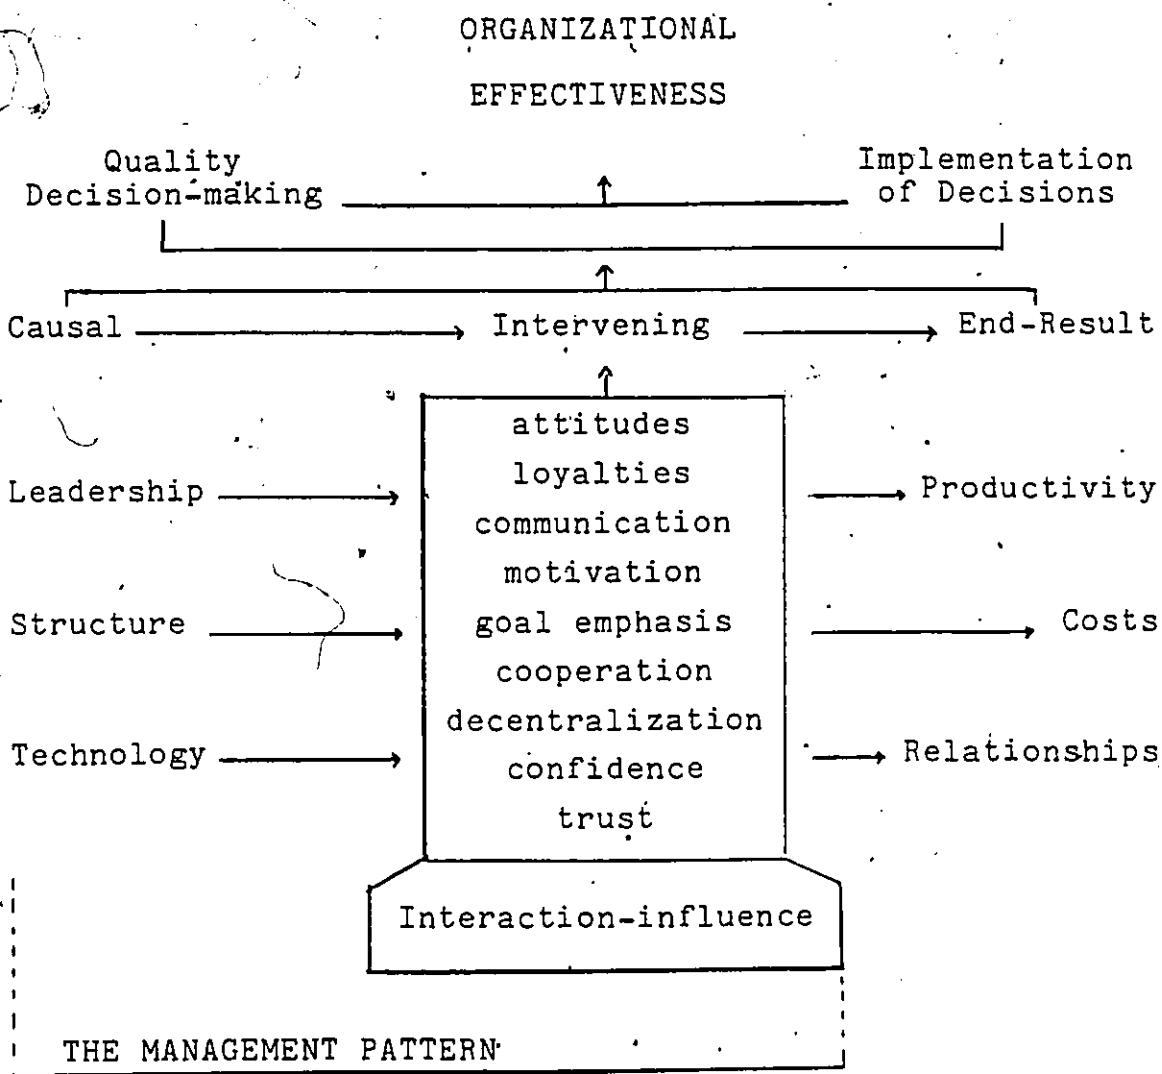 ORGANIZATIONAL
EFFECTIVENESS
Quality
Decision-making
Implementation
of Decisions
Causal
Intervening
End-Result
attitudes
loyalties
Leadership
Productivity
communication
motivation
Structure
goal emphasis
Costs
cooperation
decentralization
Technology
confidence
Relationships
trust
Interaction-influence
THE MANAGEMENT PATTERN